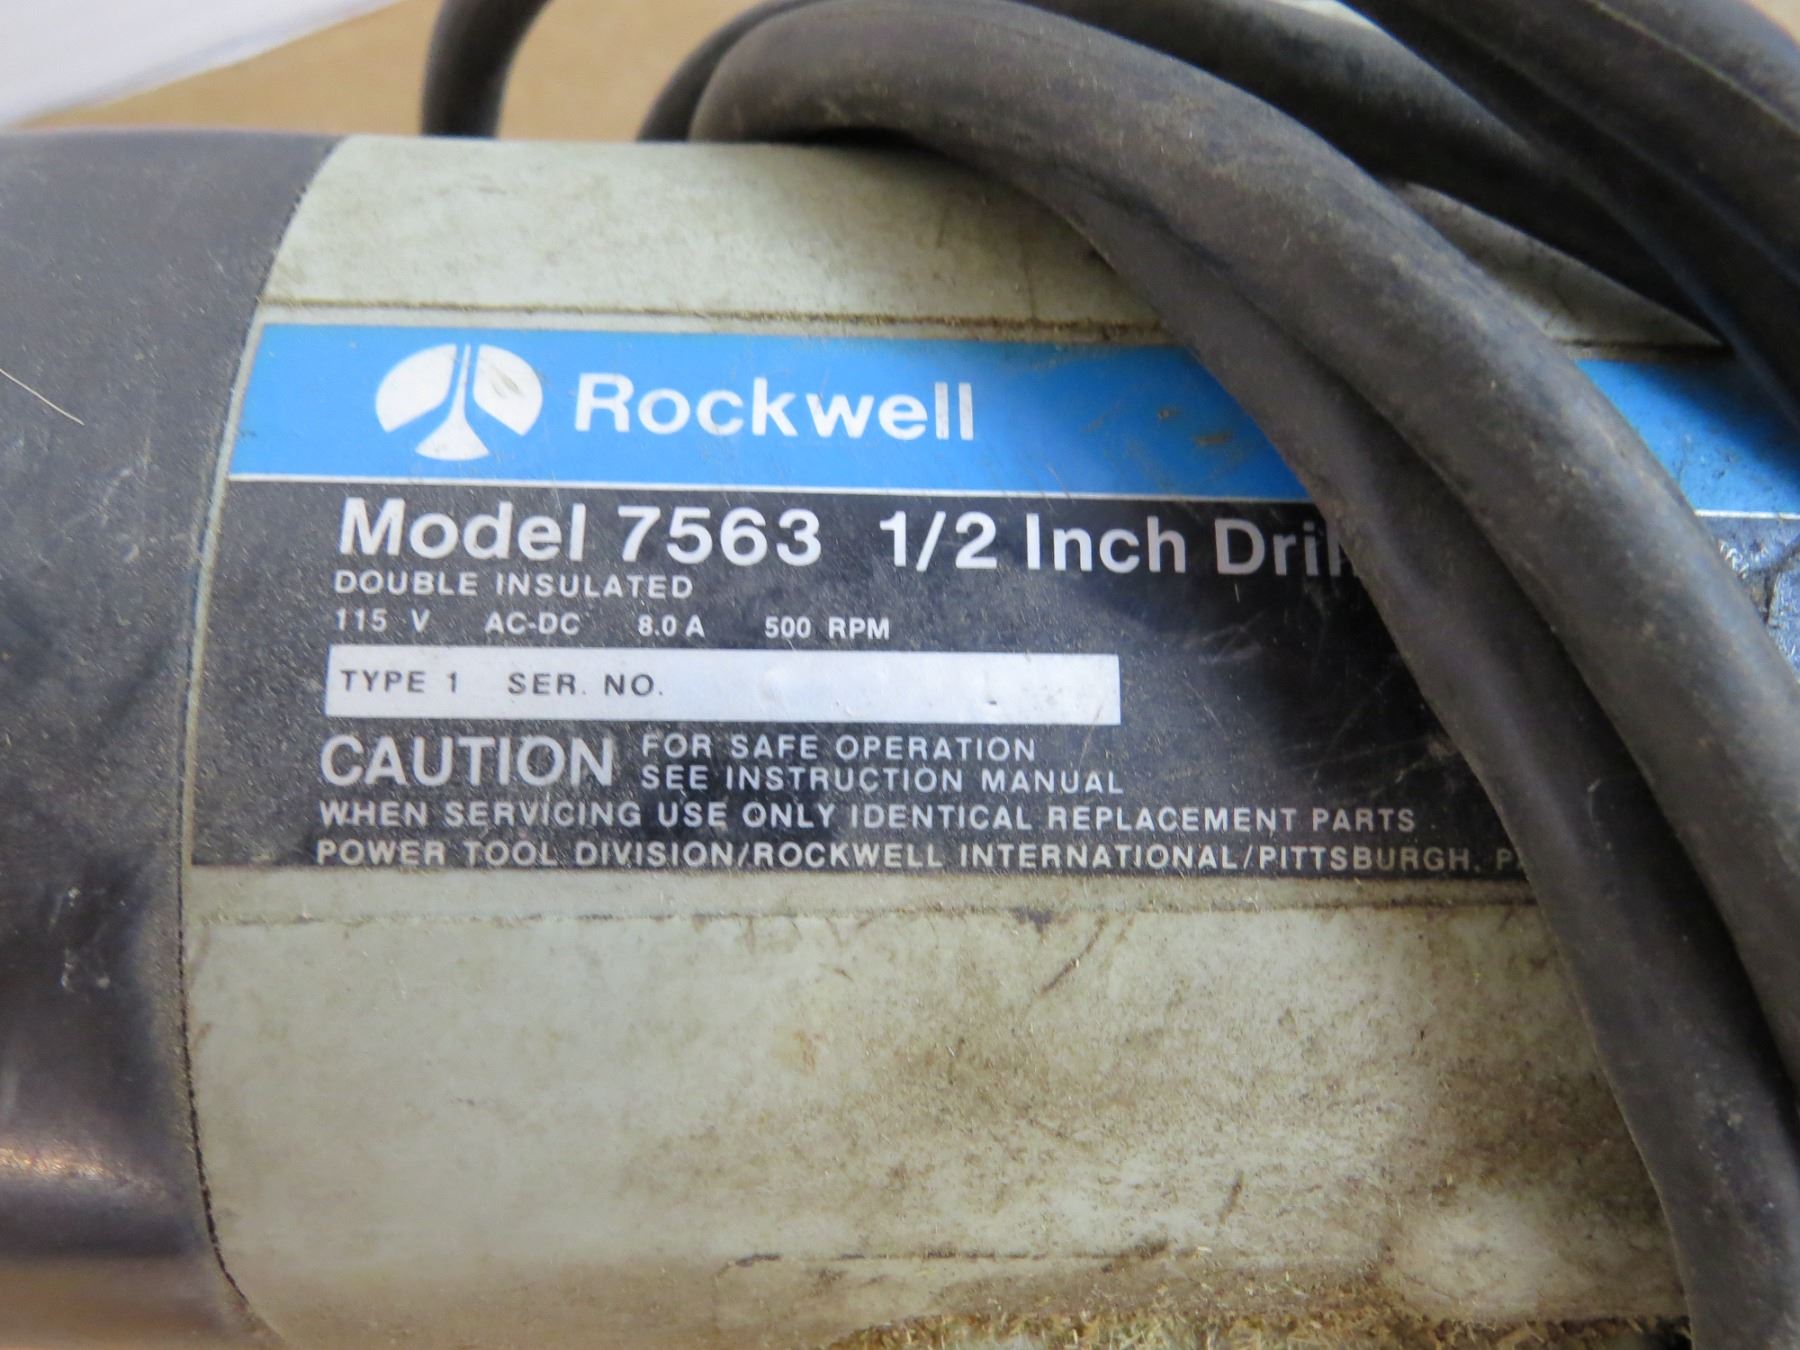 Rockwell
Model 7563 1/2 Inch Drill
DOUBLE INSULATED
115 V AC-DC 8.0 A 500 RPM
TYPE 1 SER. NO.
CAUTION FOR SAFE OPERATION
SEE INSTRUCTION MANUAL
WHEN SERVICING USE ONLY IDENTICAL REPLACEMENT PARTS
POWER TOOL DIVISION/ROCKWELL INTERNATIONAL/PITTSBURGH, PA